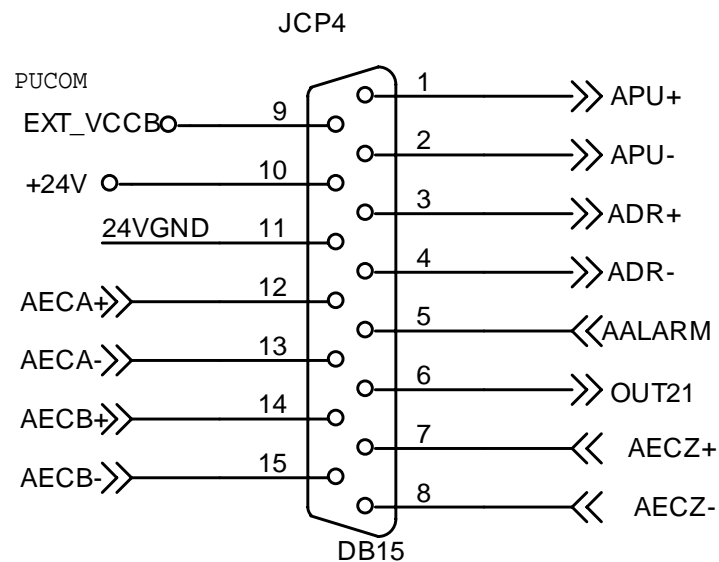 JCP4
PUCOM
1 APU+
EXT_VCCB 9
2 APU-
+24V 10
3 ADR+
24VGND 11
4 ADR-
AECA+ 12
5 AALARM
AECA- 13
6 OUT21
AECB+ 14
7 AECZ+
AECB- 15
8 AECZ-
DB15